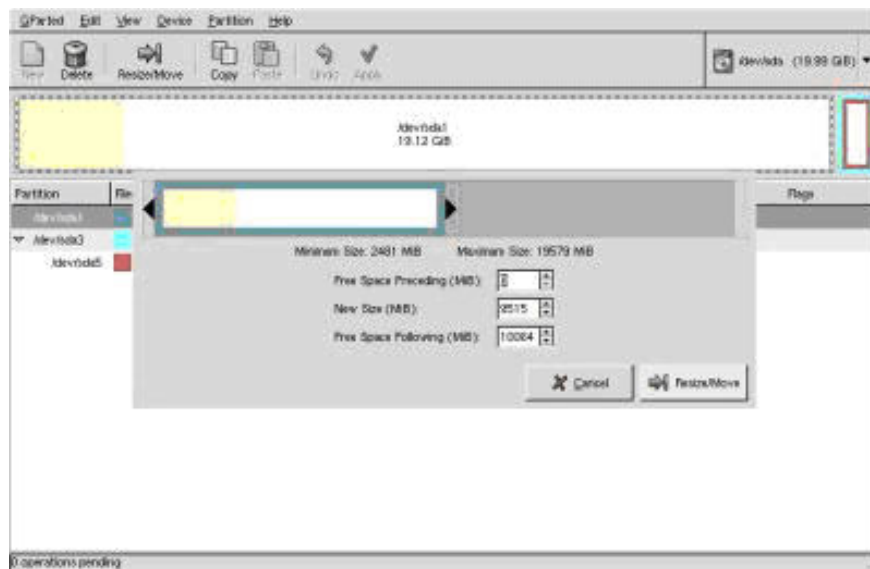 GParted Edit View Device Partition Help
New Delete Resize/Move Copy Paste Undo Apply
/dev/sda (19.99 GiB)
/dev/sda1
19.12 GiB
Partition File Flags
/dev/sda1
/dev/sda3
/dev/sda5
Minimum Size: 2481 MiB Maximum Size: 19579 MiB
Free Space Preceding (MiB):
New Size (MiB): 9515
Free Space Following (MiB): 10064
Cancel Resize/Move
0 operations pending